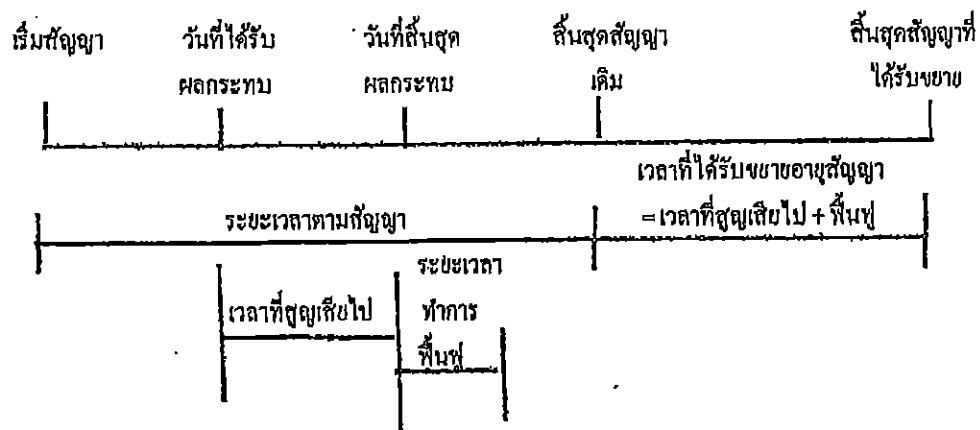 เริ่มสัญญา วันที่ได้รับ วันที่สิ้นสุด สิ้นสุดสัญญา สิ้นสุดสัญญาที่
ผลกระทบ ผลกระทบ เดิม ได้รับขยาย
เวลาที่ได้รับขยายอายุสัญญา
ระยะเวลาตามสัญญา =เวลาที่สูญเสียไป + ฟื้นฟู
ระยะเวลา
เวลาที่สูญเสียไป ทำการ
ฟื้นฟู